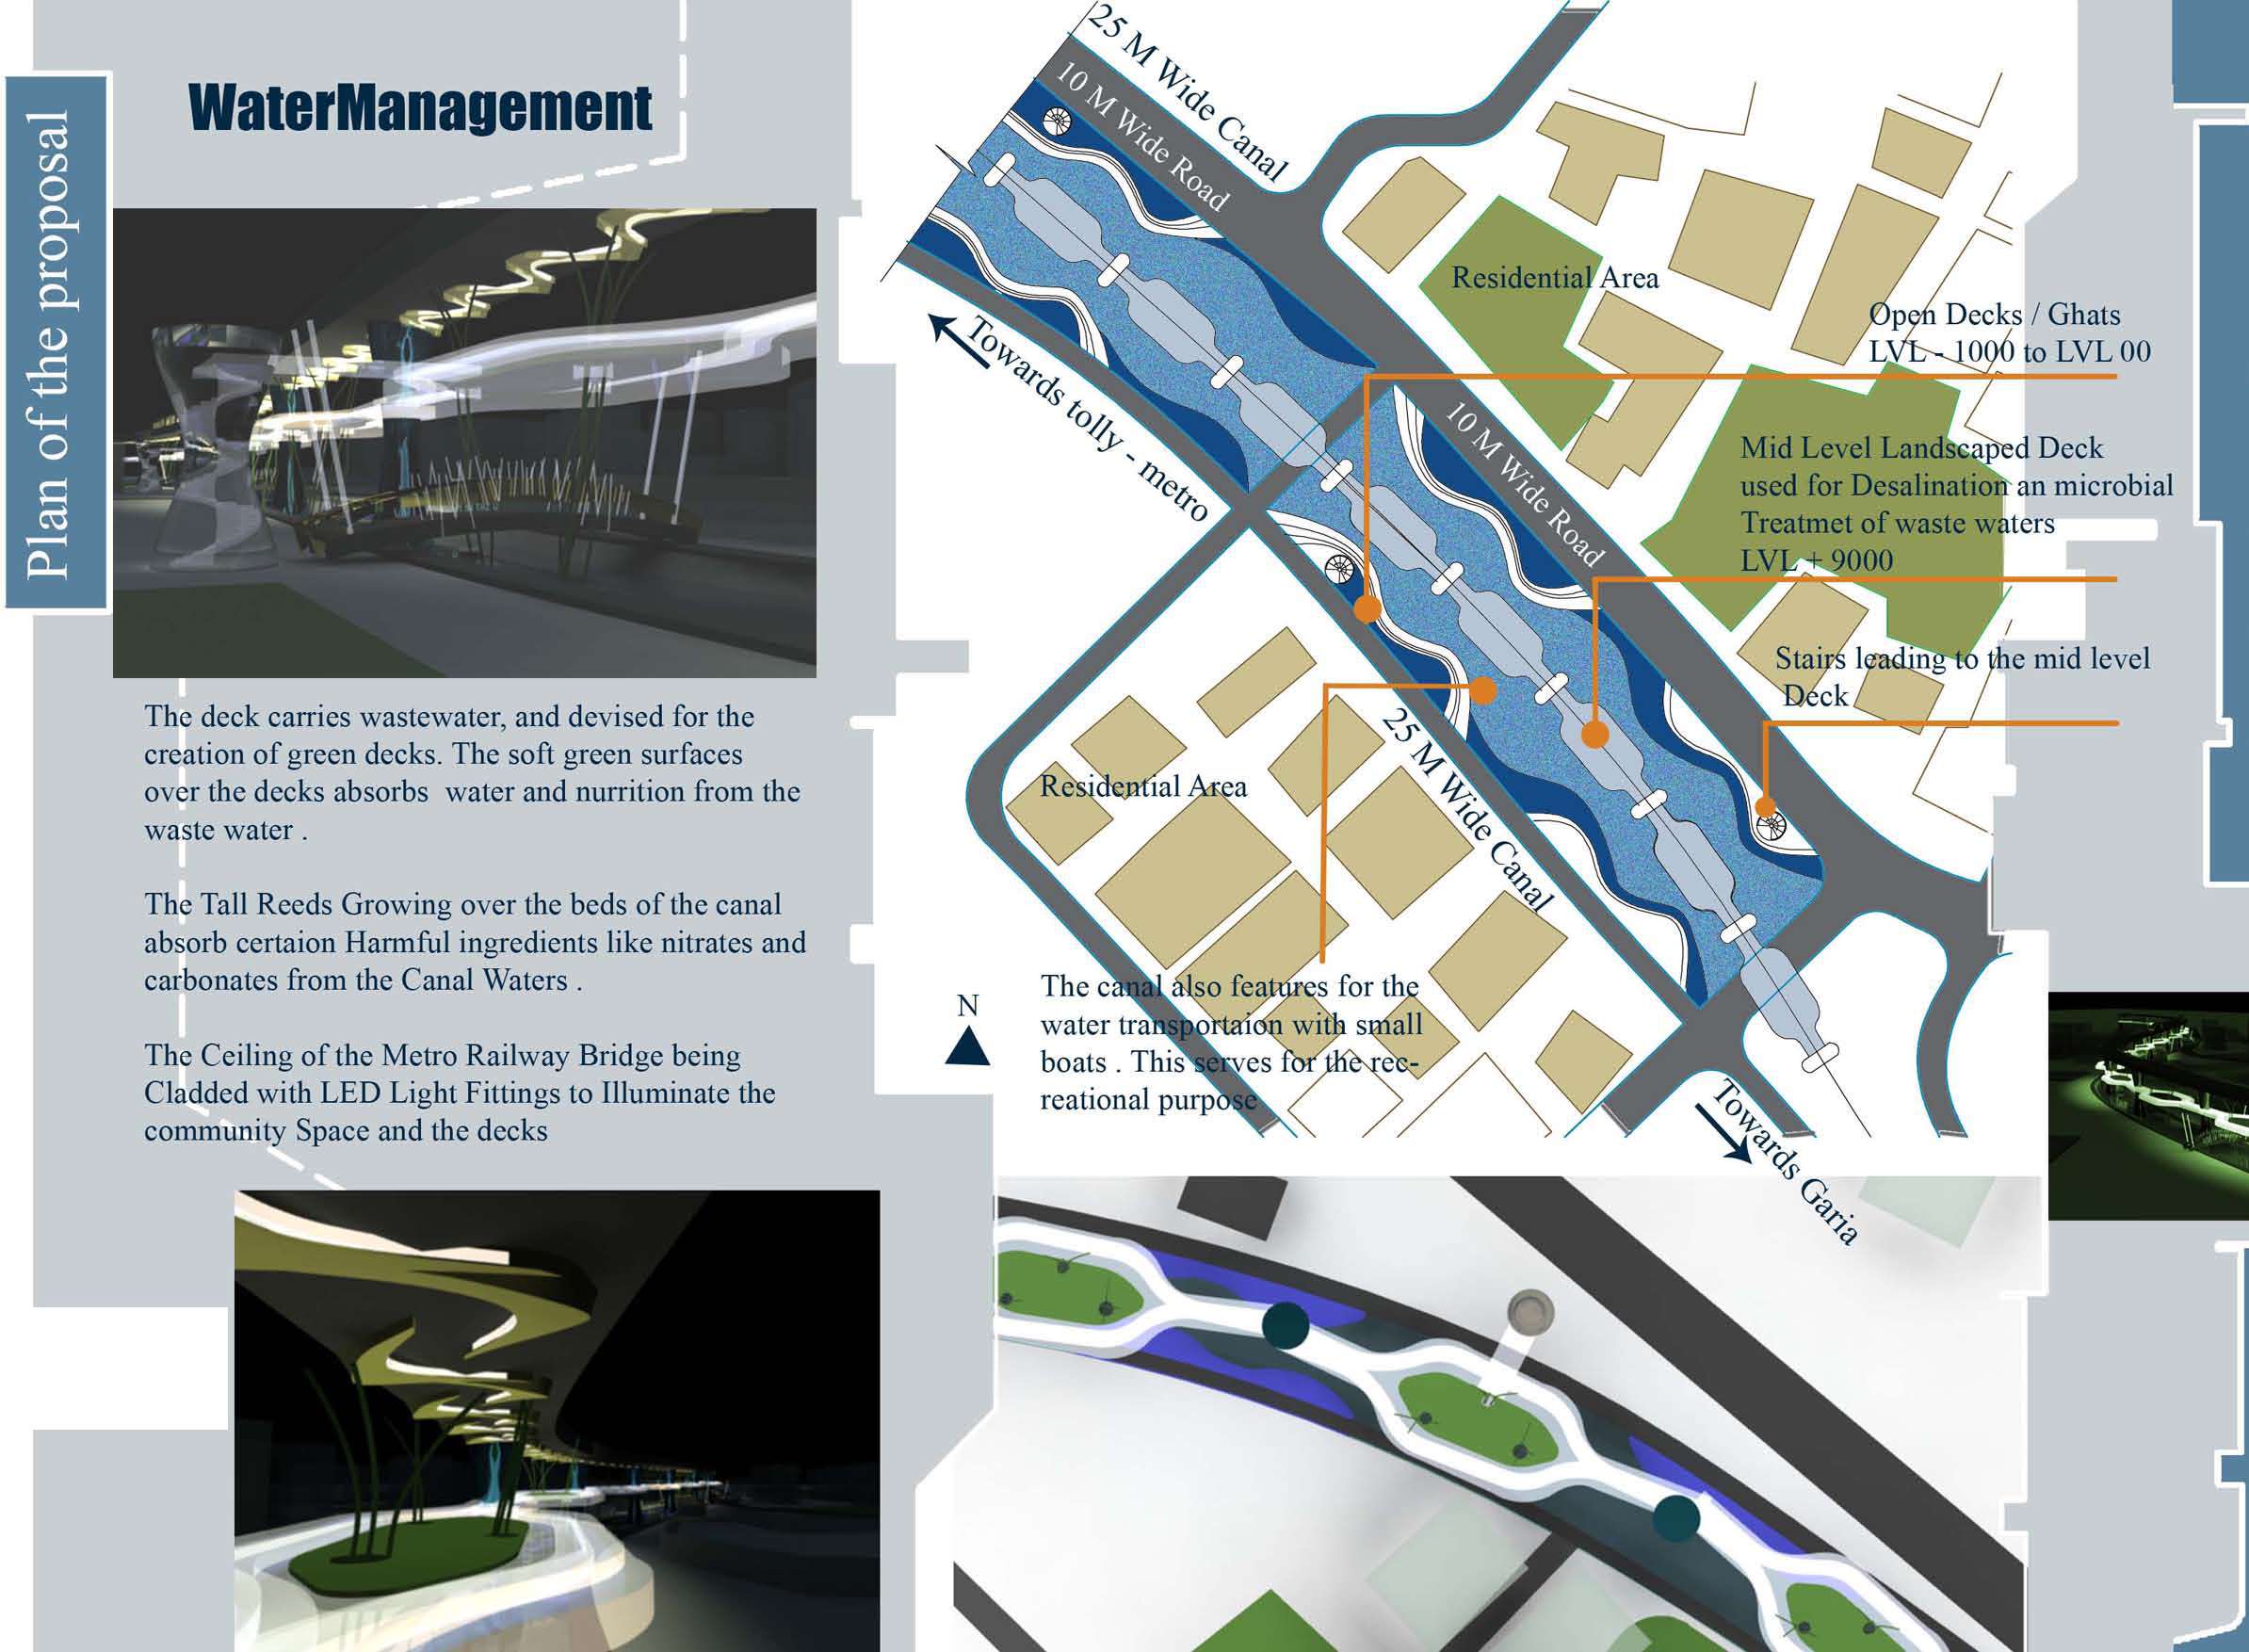 Plan of the proposal
WaterManagement
The deck carries wastewater, and devised for the
creation of green decks. The soft green surfaces
over the decks absorbs water and nurrition from the
waste water .
The Tall Reeds Growing over the beds of the canal
absorb certaion Harmful ingredients like nitrates and
carbonates from the Canal Waters .
The Ceiling of the Metro Railway Bridge being
Cladded with LED Light Fittings to Illuminate the
community Space and the decks
25 M Wide Canal
10 M Wide Road
Towards tolly - metro
Residential Area
Open Decks / Ghats
LVL - 1000 to LVL 00
10 M Wide Road
Mid Level Landscaped Deck
used for Desalination an microbial
Treatmet of waste waters
LVL + 9000
Stairs leading to the mid level
Deck
Residential Area
25 M Wide Canal
N
The canal also features for the
water transportaion with small
boats . This serves for the rec-
reational purpose
Towards Garia